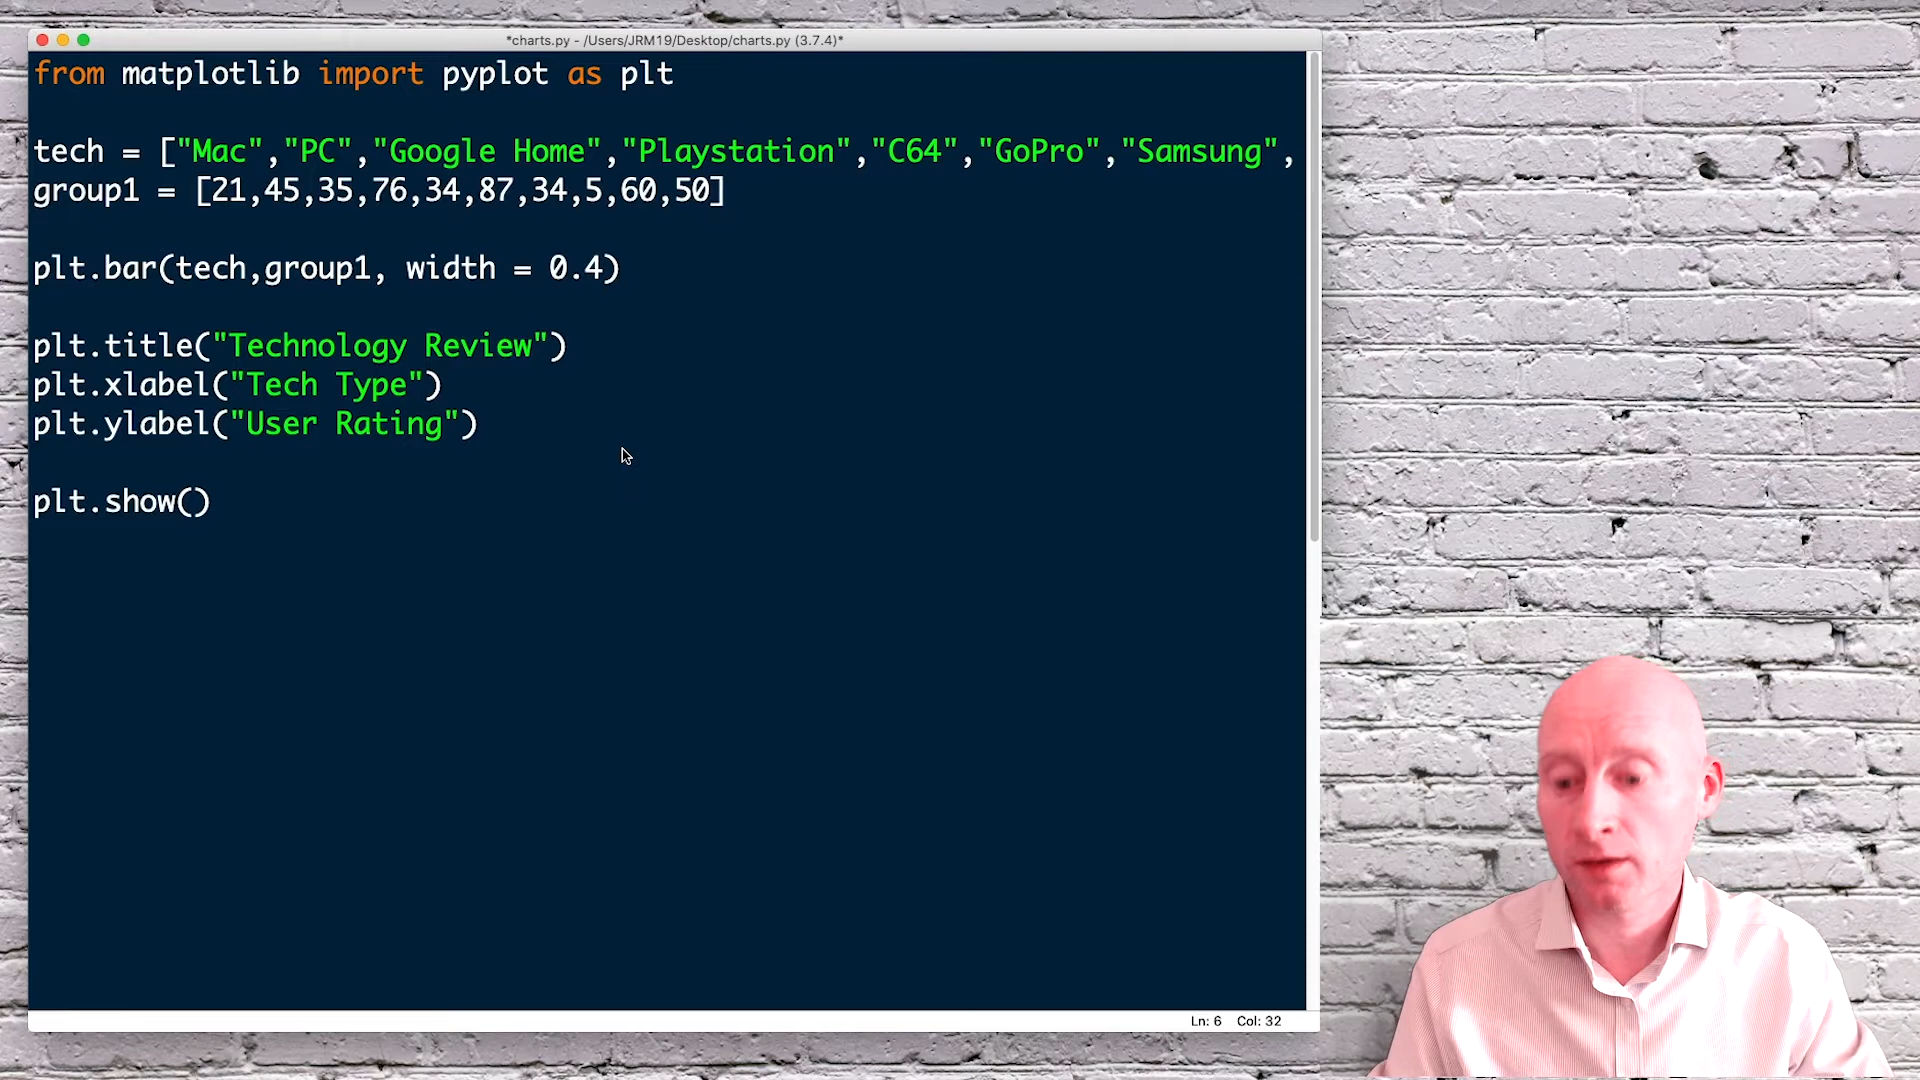 *charts.py - /Users/JRM19/Desktop/charts.py (3.7.4)*
from matplotlib import pyplot as plt
tech = ["Mac","PC","Google Home","Playstation","C64","GoPro","Samsung",
group1 = [21,45,35,76,34,87,34,5,60,50]
plt.bar(tech,group1, width = 0.4)
plt.title("Technology Review")
plt.xlabel("Tech Type")
plt.ylabel("User Rating")
plt.show()
Ln: 6 Col: 32